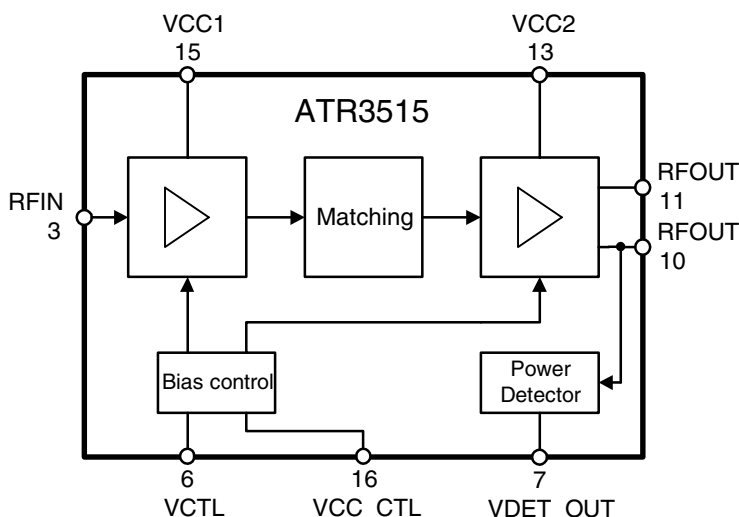 VCC1
15
VCC2
13
ATR3515
RFIN
3
Matching
RFOUT
11
RFOUT
10
Bias control
Power
Detector
6
VCTL
16
VCC CTL
7
VDET OUT